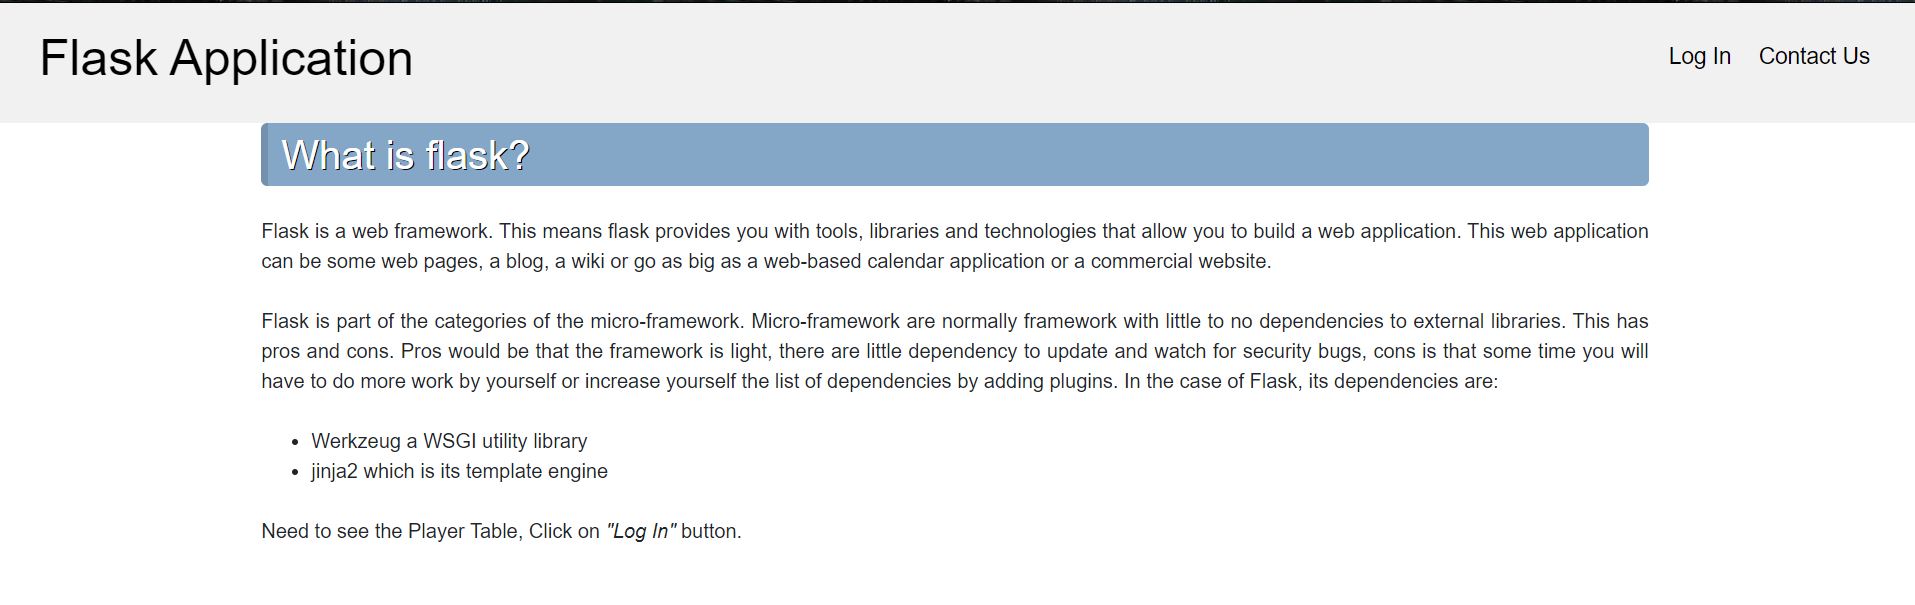 Flask Application
Log In
Contact Us
What is flask?
Flask is a web framework. This means flask provides you with tools, libraries and technologies that allow you to build a web application. This web application
can be some web pages, a blog, a wiki or go as big as a web-based calendar application or a commercial website.
Flask is part of the categories of the micro-framework. Micro-framework are normally framework with little to no dependencies to external libraries. This has
pros and cons. Pros would be that the framework is light, there are little dependency to update and watch for security bugs, cons is that some time you will
have to do more work by yourself or increase yourself the list of dependencies by adding plugins. In the case of Flask, its dependencies are:
• Werkzeug a WSGI utility library
• jinja2 which is its template engine
Need to see the Player Table, Click on "Log In" button.